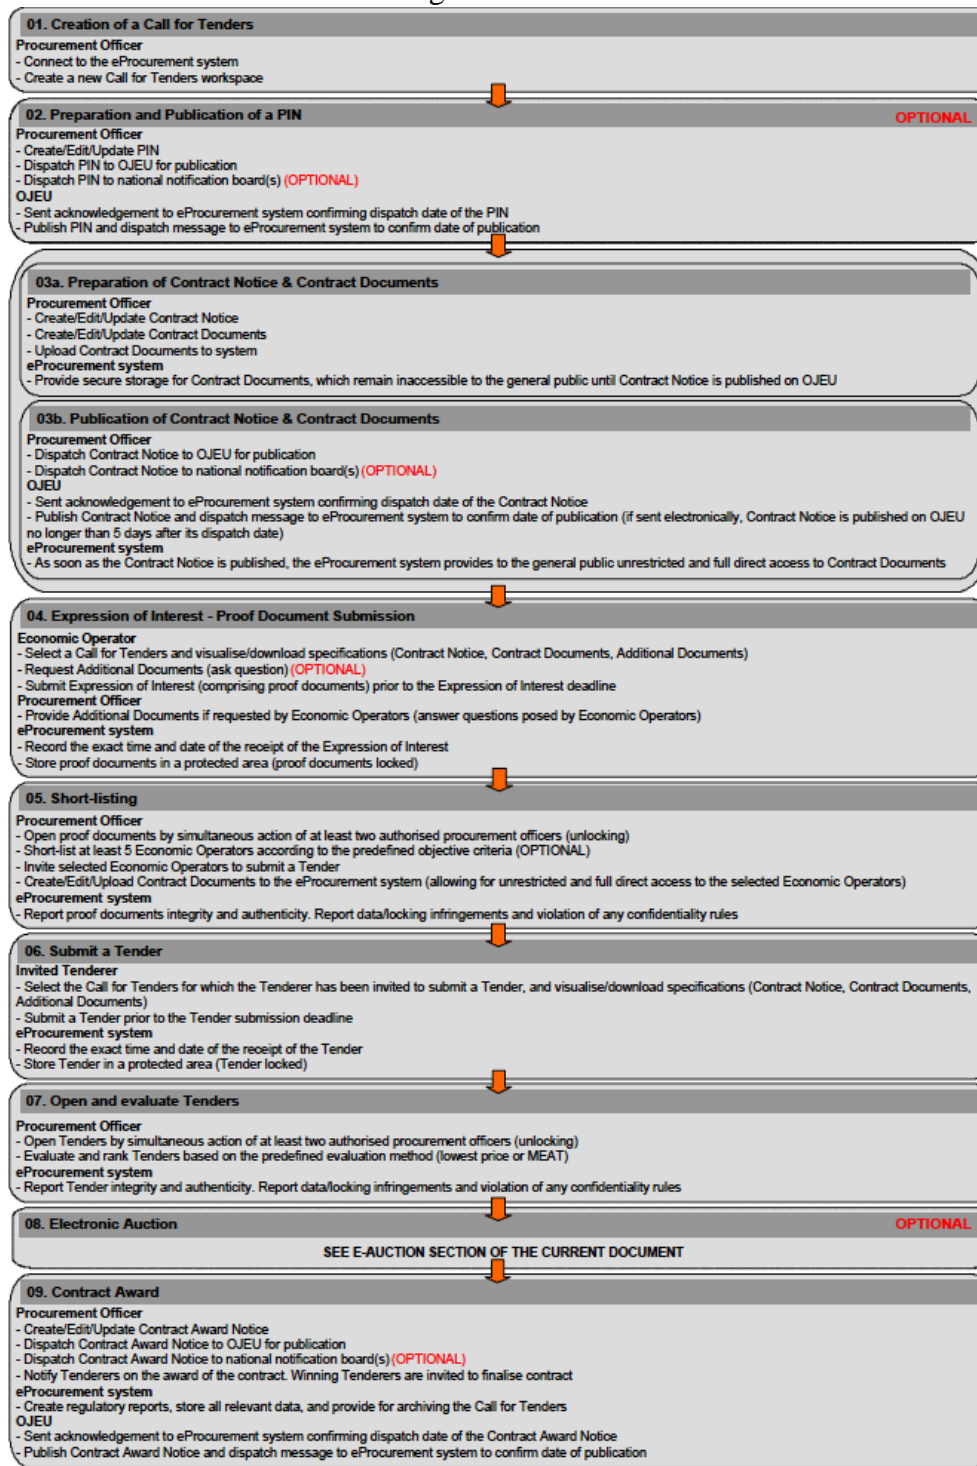 01. Creation of a Call for Tenders
Procurement Officer
- Connect to the eProcurement system
- Create a new Call for Tenders workspace
02. Preparation and Publication of a PIN OPTIONAL
Procurement Officer
- Create/Edit/Update PIN
- Dispatch PIN to OJEU for publication
- Dispatch PIN to national notification board(s) (OPTIONAL)
OJEU
- Sent acknowledgement to eProcurement system confirming dispatch date of the PIN
- Publish PIN and dispatch message to eProcurement system to confirm date of publication
03a. Preparation of Contract Notice & Contract Documents
Procurement Officer
- Create/Edit/Update Contract Notice
- Create/Edit/Update Contract Documents
- Upload Contract Documents to system
eProcurement system
- Provide secure storage for Contract Documents, which remain inaccessible to the general public until Contract Notice is published on OJEU
03b. Publication of Contract Notice & Contract Documents
Procurement Officer
- Dispatch Contract Notice to OJEU for publication
- Dispatch Contract Notice to national notification board(s) (OPTIONAL)
OJEU
- Sent acknowledgement to eProcurement system confirming dispatch date of the Contract Notice
- Publish Contract Notice and dispatch message to eProcurement system to confirm date of publication (if sent electronically, Contract Notice is published on OJEU
no longer than 5 days after its dispatch date)
eProcurement system
- As soon as the Contract Notice is published, the eProcurement system provides to the general public unrestricted and full direct access to Contract Documents
04. Expression of Interest - Proof Document Submission
Economic Operator
- Select a Call for Tenders and visualise/download specifications (Contract Notice, Contract Documents, Additional Documents)
- Request Additional Documents (ask question) (OPTIONAL)
- Submit Expression of Interest (comprising proof documents) prior to the Expression of Interest deadline
Procurement Officer
- Provide Additional Documents if requested by Economic Operators (answer questions posed by Economic Operators)
eProcurement system
- Record the exact time and date of the receipt of the Expression of Interest
- Store proof documents in a protected area (proof documents locked)
05. Short-listing
Procurement Officer
- Open proof documents by simultaneous action of at least two authorised procurement officers (unlocking)
- Short-list at least 5 Economic Operators according to the predefined objective criteria (OPTIONAL)
- Invite selected Economic Operators to submit a Tender
- Create/Edit/Upload Contract Documents to the eProcurement system (allowing for unrestricted and full direct access to the selected Economic Operators)
eProcurement system
- Report proof documents integrity and authenticity. Report data/locking infringements and violation of any confidentiality rules
06. Submit a Tender
Invited Tenderer
- Select the Call for Tenders for which the Tenderer has been invited to submit a Tender, and visualise/download specifications (Contract Notice, Contract Documents,
Additional Documents)
- Submit a Tender prior to the Tender submission deadline
eProcurement system
- Record the exact time and date of the receipt of the Tender
- Store Tender in a protected area (Tender locked)
07. Open and evaluate Tenders
Procurement Officer
- Open Tenders by simultaneous action of at least two authorised procurement officers (unlocking)
- Evaluate and rank Tenders based on the predefined evaluation method (lowest price or MEAT)
eProcurement system
- Report Tender integrity and authenticity. Report data/locking infringements and violation of any confidentiality rules
08. Electronic Auction OPTIONAL
SEE E-AUCTION SECTION OF THE CURRENT DOCUMENT
09. Contract Award
Procurement Officer
- Create/Edit/Update Contract Award Notice
- Dispatch Contract Award Notice to OJEU for publication
- Dispatch Contract Award Notice to national notification board(s) (OPTIONAL)
- Notify Tenderers on the award of the contract. Winning Tenderers are invited to finalise contract
eProcurement system
- Create regulatory reports, store all relevant data, and provide for archiving the Call for Tenders
OJEU
- Sent acknowledgement to eProcurement system confirming dispatch date of the Contract Award Notice
- Publish Contract Award Notice and dispatch message to eProcurement system to confirm date of publication